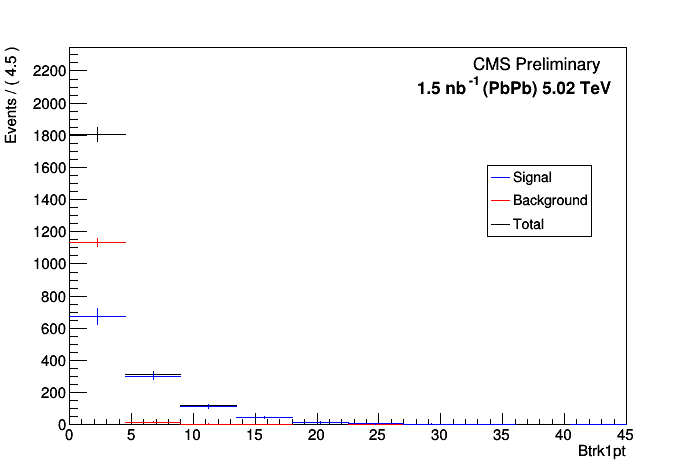 CMS Preliminary
1.5 nb⁻¹ (PbPb) 5.02 TeV
Events / ( 4.5 )
2200
2000
1800
1600
1400
1200
1000
800
600
400
200
0
Signal
Background
Total
0 5 10 15 20 25 30 35 40 45
Btrk1pt